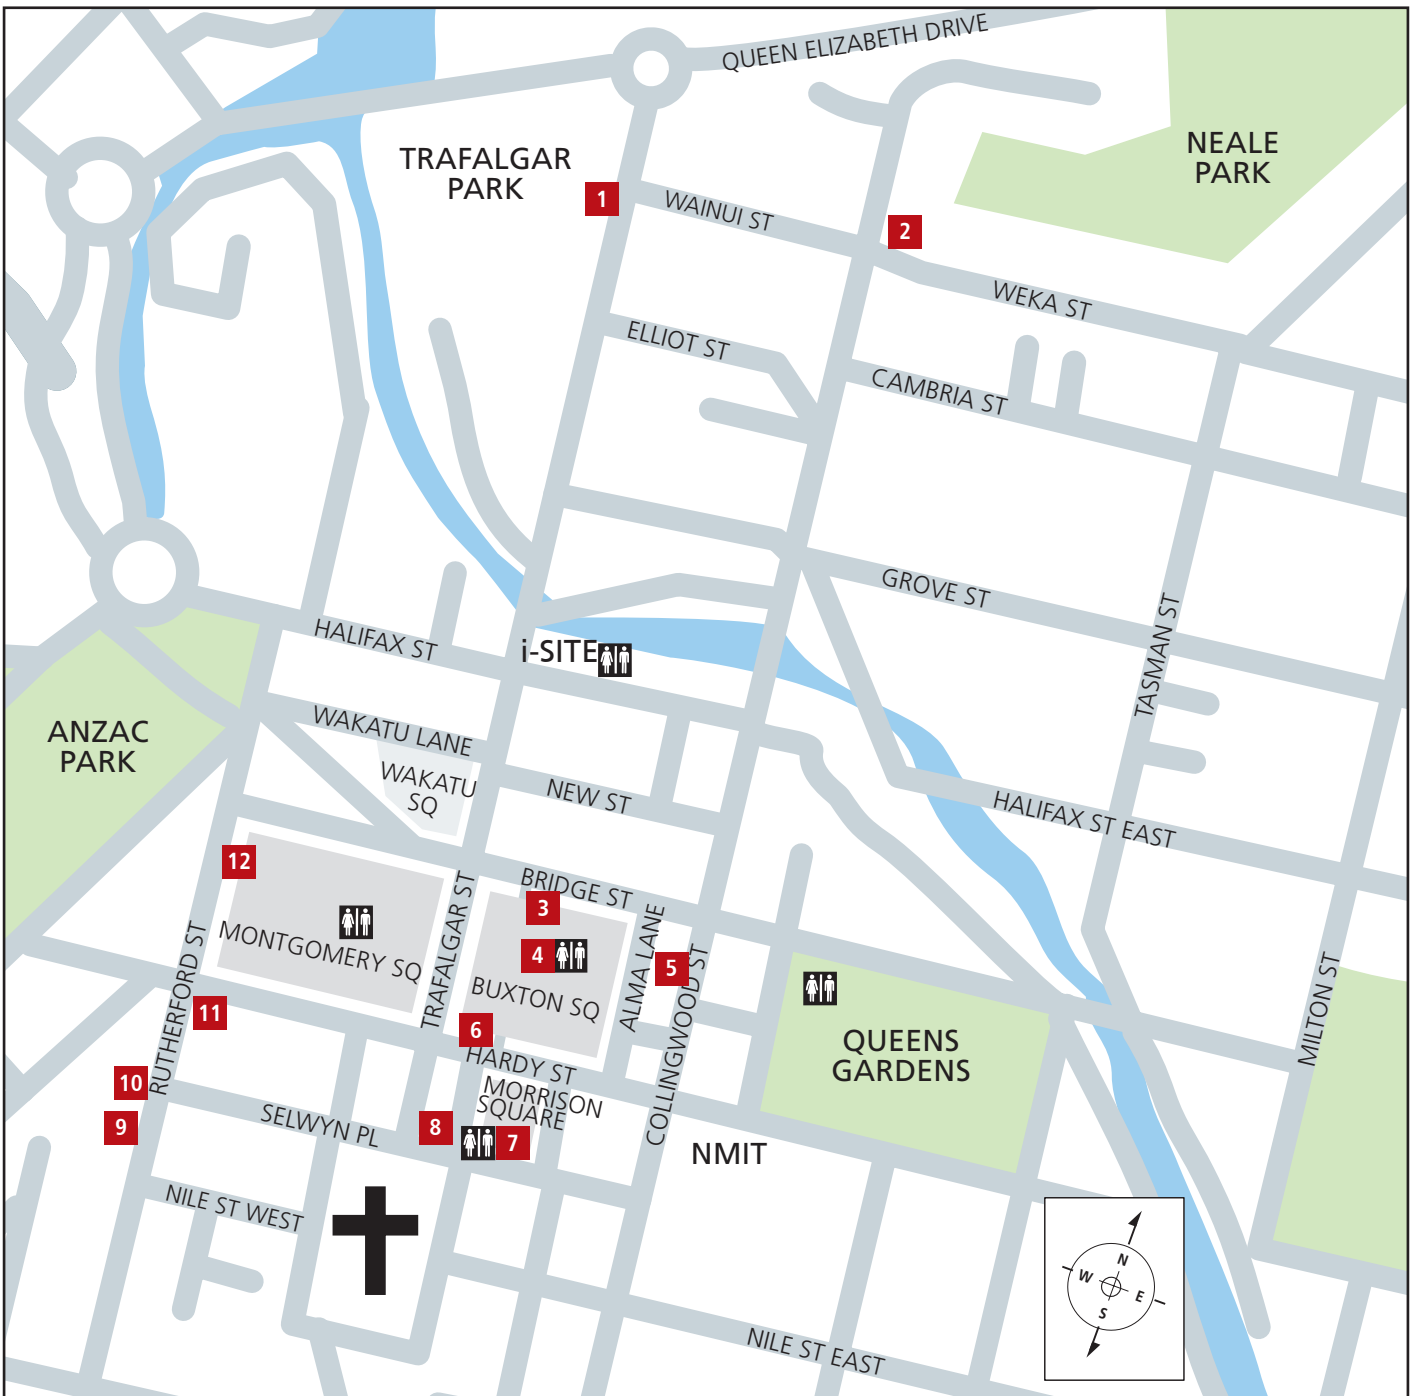 QUEEN ELIZABETH DRIVE
TRAFALGAR
PARK
NEALE
PARK
1
WAINUI ST
2
WEKA ST
ELLIOT ST
CAMBRIA ST
GROVE ST
TASMAN ST
HALIFAX ST
i-SITE
ANZAC
PARK
WAKATU LANE
WAKATU
SQ
NEW ST
HALIFAX ST EAST
12
BRIDGE ST
3
MONTGOMERY SQ
TRAFALGAR ST
4
BUXTON SQ
ALMA LANE
5
COLLINGWOOD ST
RUTHERFORD ST
11
6
HARDY ST
QUEENS
GARDENS
MILTON ST
10
9
SELWYN PL
MORRISON
SQUARE
8
7
NMIT
NILE ST WEST
N
W
E
S
NILE ST EAST